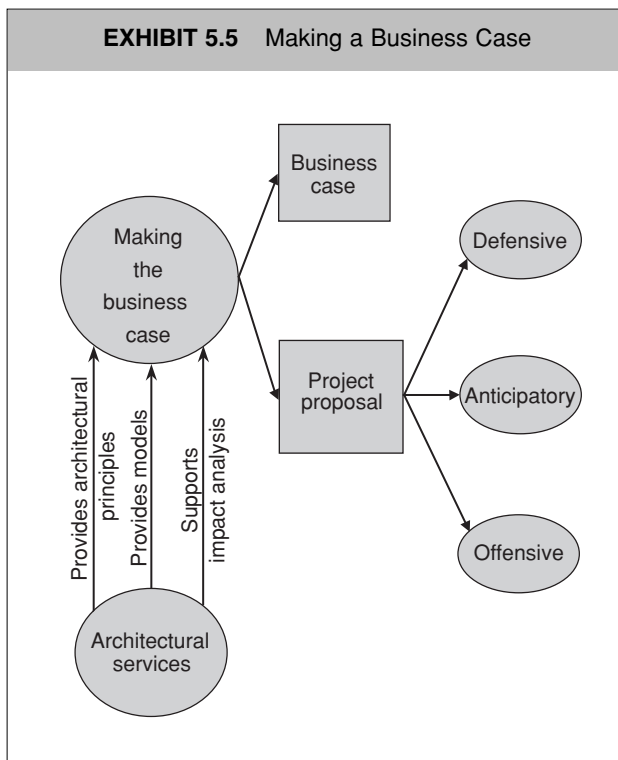 EXHIBIT 5.5 Making a Business Case
Business
case
Making
the
business
case
Defensive
Project
proposal
Anticipatory
Offensive
Provides architectural
principles
Provides models
Supports
impact analysis
Architectural
services